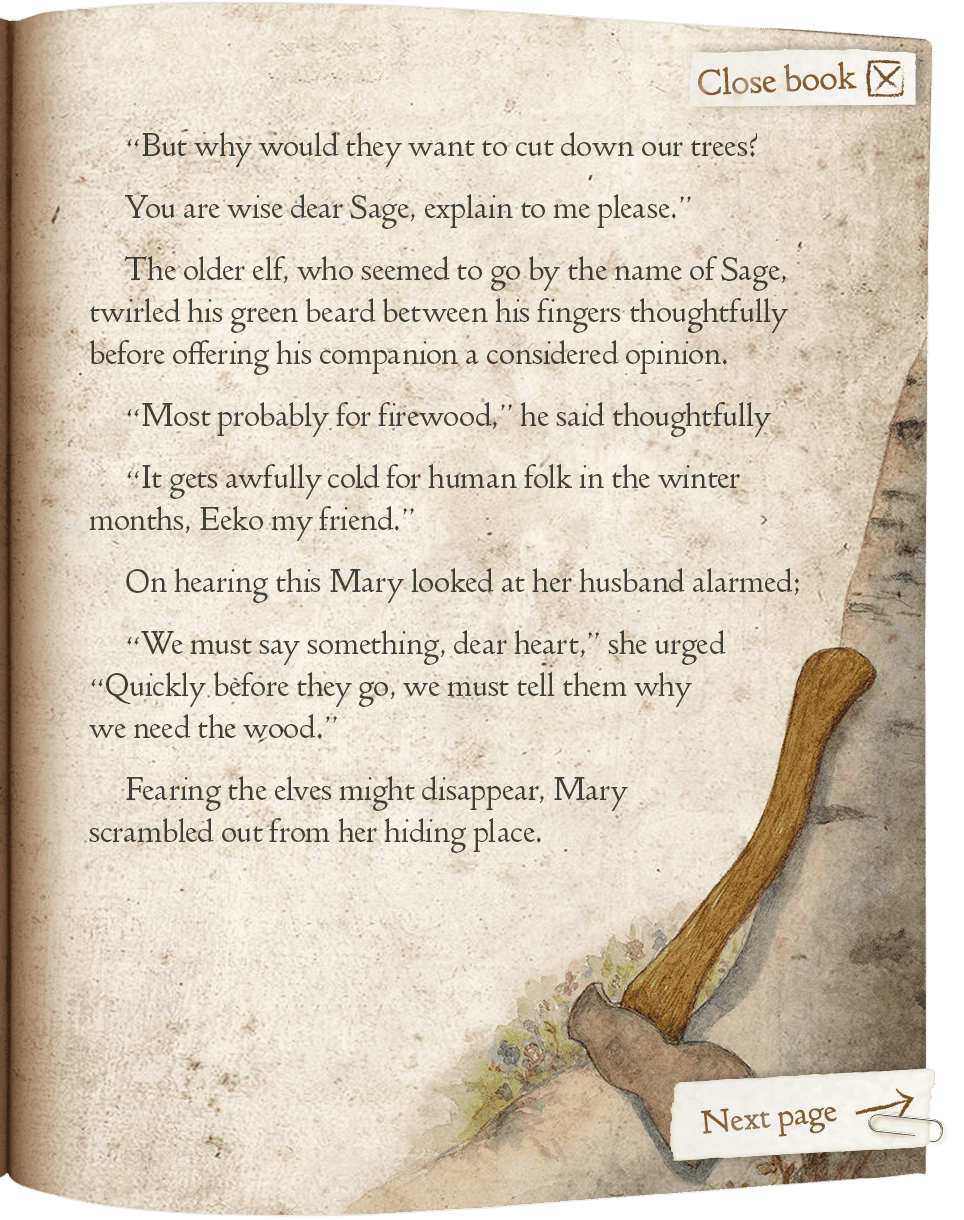 Close book
“But why would they want to cut down our trees?
You are wise dear Sage, explain to me please.”
The older elf, who seemed to go by the name of Sage,
twirled his green beard between his fingers thoughtfully
before offering his companion a considered opinion.
“Most probably for firewood,” he said thoughtfully
“It gets awfully cold for human folk in the winter
months, Eeko my friend.”
On hearing this Mary looked at her husband alarmed;
“We must say something, dear heart,” she urged
“Quickly before they go, we must tell them why
we need the wood.”
Fearing the elves might disappear, Mary
scrambled out from her hiding place.
Next page